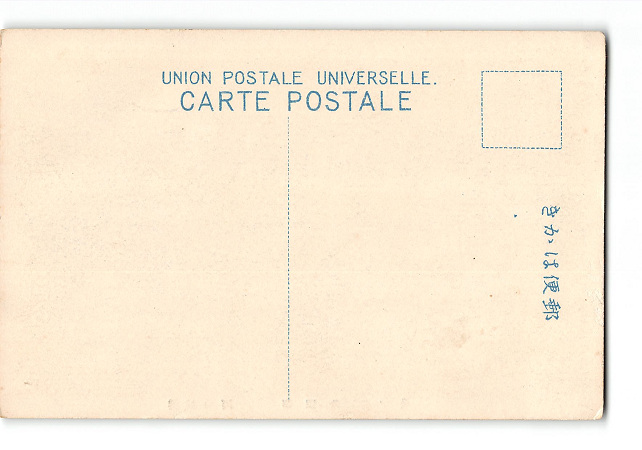 UNION POSTALE UNIVERSELLE.
CARTE POSTALE
郵便はかき